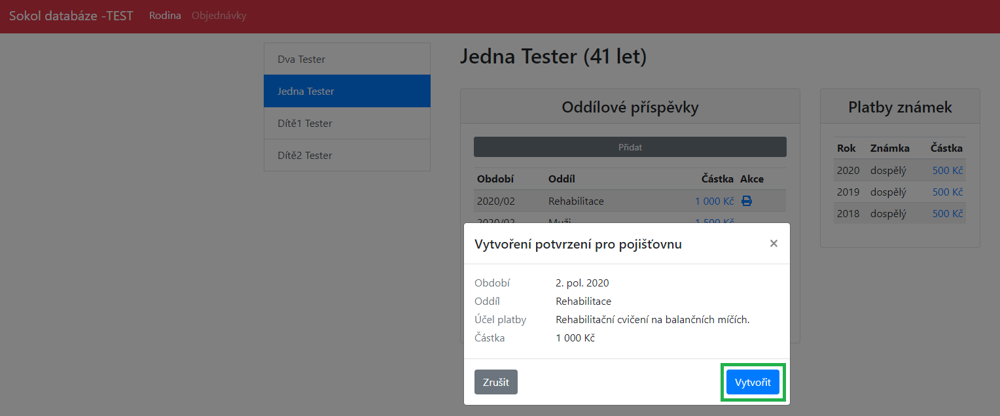 Sokol databáze -TEST Rodina Objednávky
Dva Tester
Jedna Tester
Dítě1 Tester
Dítě2 Tester
Jedna Tester (41 let)
Oddílové příspěvky
Přidat
Období Oddíl Částka Akce
2020/02 Rehabilitace 1 000 Kč
2020/02 Muži 1 500 Kč
Platby známek
Rok Známka Částka
2020 dospělý 500 Kč
2019 dospělý 500 Kč
2018 dospělý 500 Kč
Vytvoření potvrzení pro pojišťovnu ×
Období 2. pol. 2020
Oddíl Rehabilitace
Účel platby Rehabilitační cvičení na balančních míčích.
Částka 1 000 Kč
Zrušit Vytvořit